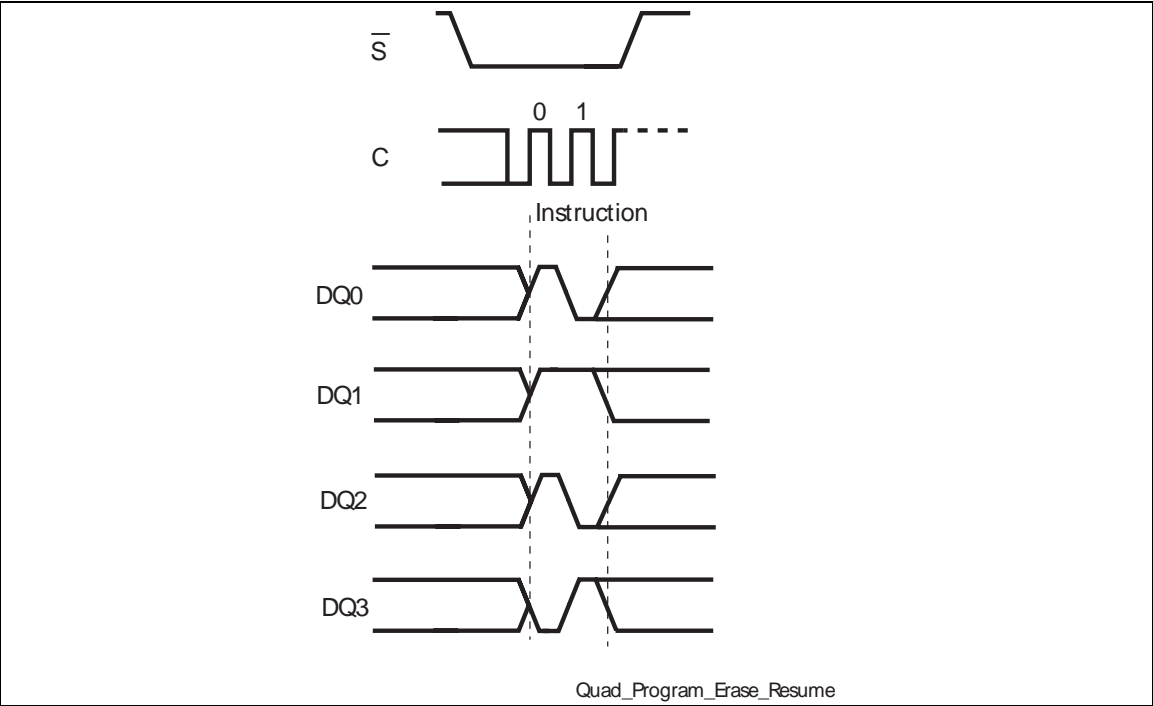 S̅
0 1
C
Instruction
DQ0
DQ1
DQ2
DQ3
Quad_Program_Erase_Resume